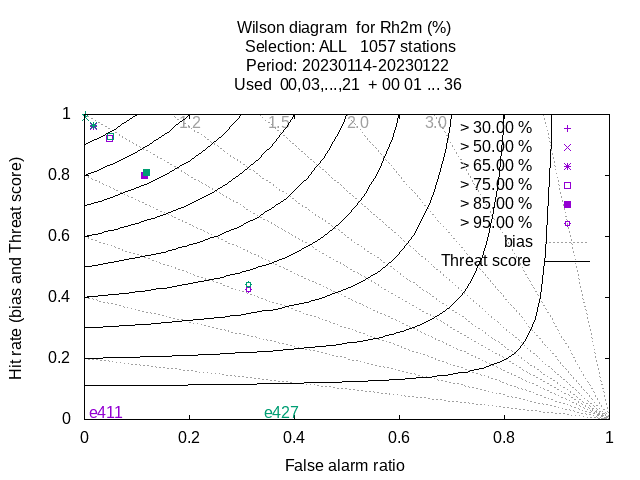 Wilson diagram  for Rh2m (%)
Selection: ALL   1057 stations
Period: 20230114-20230122
Used  00,03,...,21  + 00 01 ... 36
Hit rate (bias and Threat score)
1
0.8
0.6
0.4
0.2
0
1.2
1.5
2.0
3.0
> 30.00 %
> 50.00 %
> 65.00 %
> 75.00 %
> 85.00 %
> 95.00 %
bias
Threat score
e411
e427
0
0.2
0.4
0.6
0.8
1
False alarm ratio